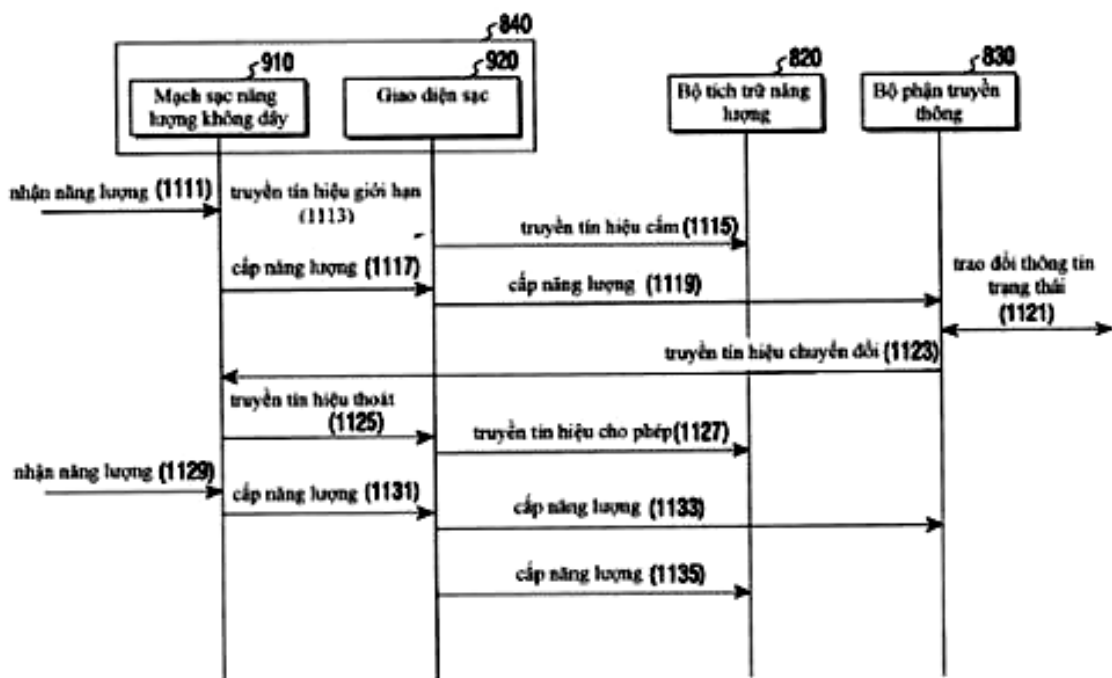 840
910
920
820
830
Mạch sạc năng
lượng không dây
Giao diện sạc
Bộ tích trữ năng
lượng
Bộ phận truyền
thông
nhận năng lượng (1111)
truyền tín hiệu giới hạn
(1113)
truyền tín hiệu cấm (1115)
cấp năng lượng (1117)
cấp năng lượng (1119)
trao đổi thông tin
trạng thái
(1121)
truyền tín hiệu chuyển đổi (1123)
truyền tín hiệu thoát
(1125)
truyền tín hiệu cho phép(1127)
nhận năng lượng (1129)
cấp năng lượng (1131)
cấp năng lượng (1133)
cấp năng lượng (1135)